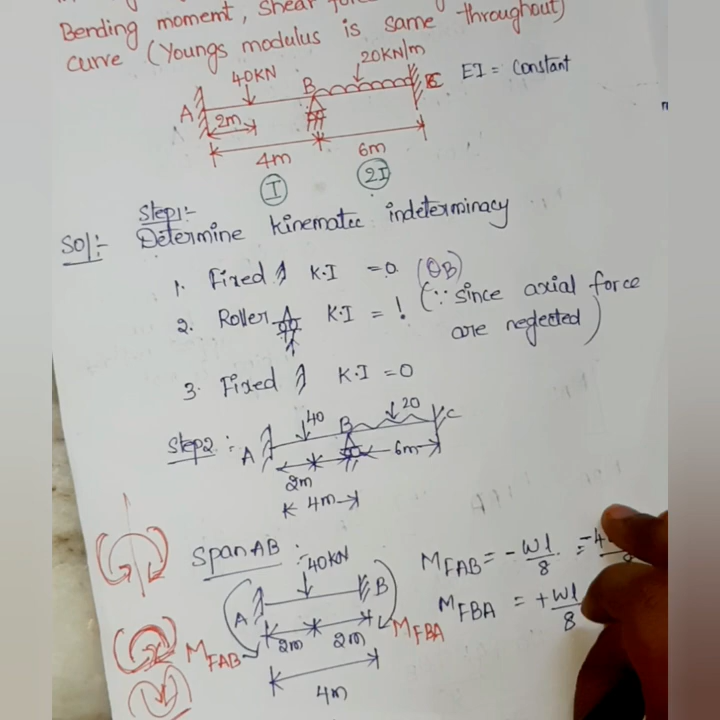 Bending moment, Shear
curve (Youngs modulus is same throughout)
40KN
20KN/m
A
B
C
EI = Constant
2m
4m
6m
I
2I
Step1:-
Sol:- Determine kinematic indeterminacy
1. Fixed K.I = 0 (θB)
2. Roller K.I = ! (∵ since axial force
are neglected)
3. Fixed K.I = 0
Step2 :
A
40
B
20
C
2m
6m
4m
Span AB :
40KN
A
B
2m
2m
4m
MFAB
MFBA
MFAB = - Wl/8 = -4
MFBA = + Wl/8